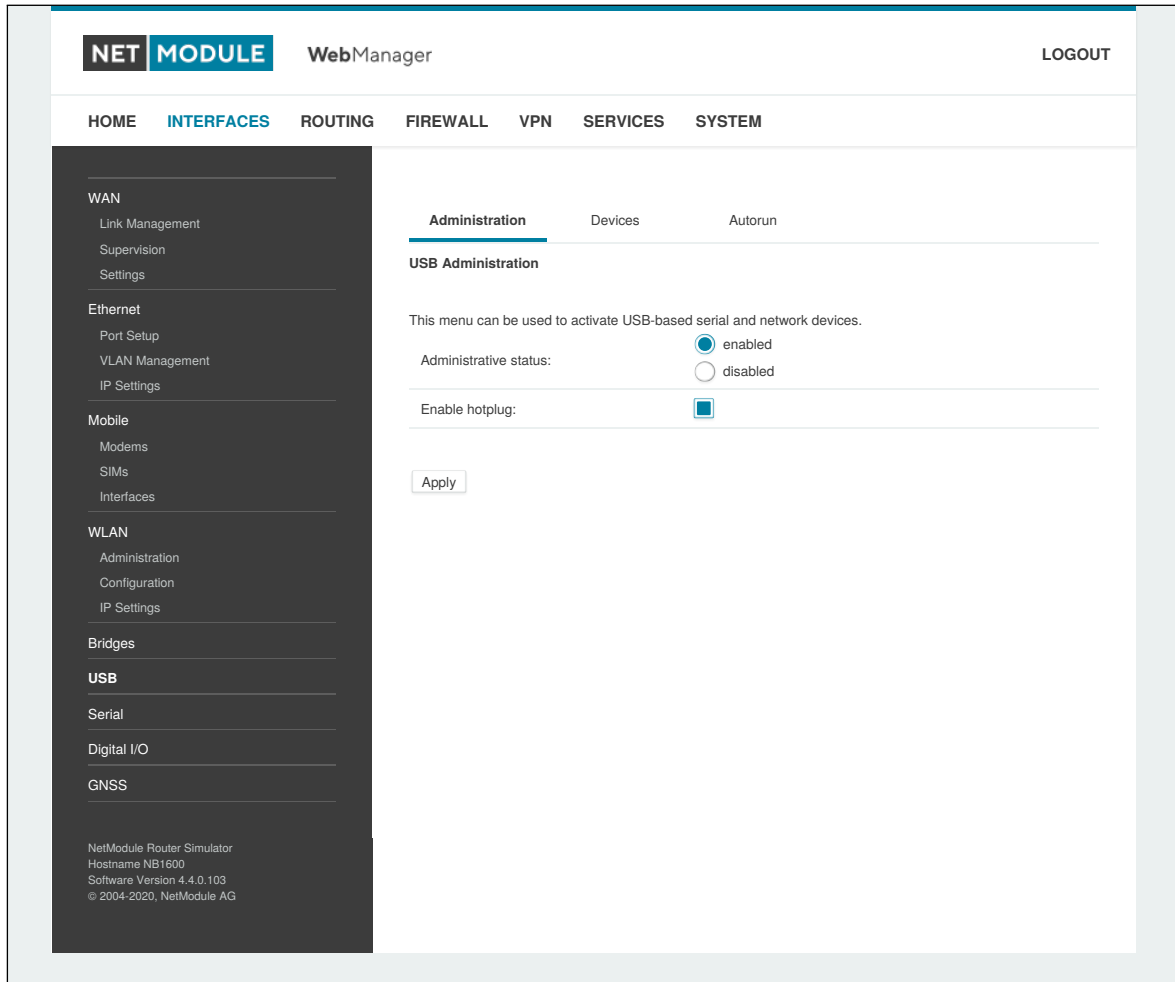 NET MODULE WebManager LOGOUT
HOME INTERFACES ROUTING FIREWALL VPN SERVICES SYSTEM
WAN
Link Management
Supervision
Settings
Ethernet
Port Setup
VLAN Management
IP Settings
Mobile
Modems
SIMs
Interfaces
WLAN
Administration
Configuration
IP Settings
Bridges
USB
Serial
Digital I/O
GNSS
NetModule Router Simulator
Hostname NB1600
Software Version 4.4.0.103
© 2004-2020, NetModule AG
Administration Devices Autorun
USB Administration
This menu can be used to activate USB-based serial and network devices.
Administrative status:
enabled
disabled
Enable hotplug:
Apply